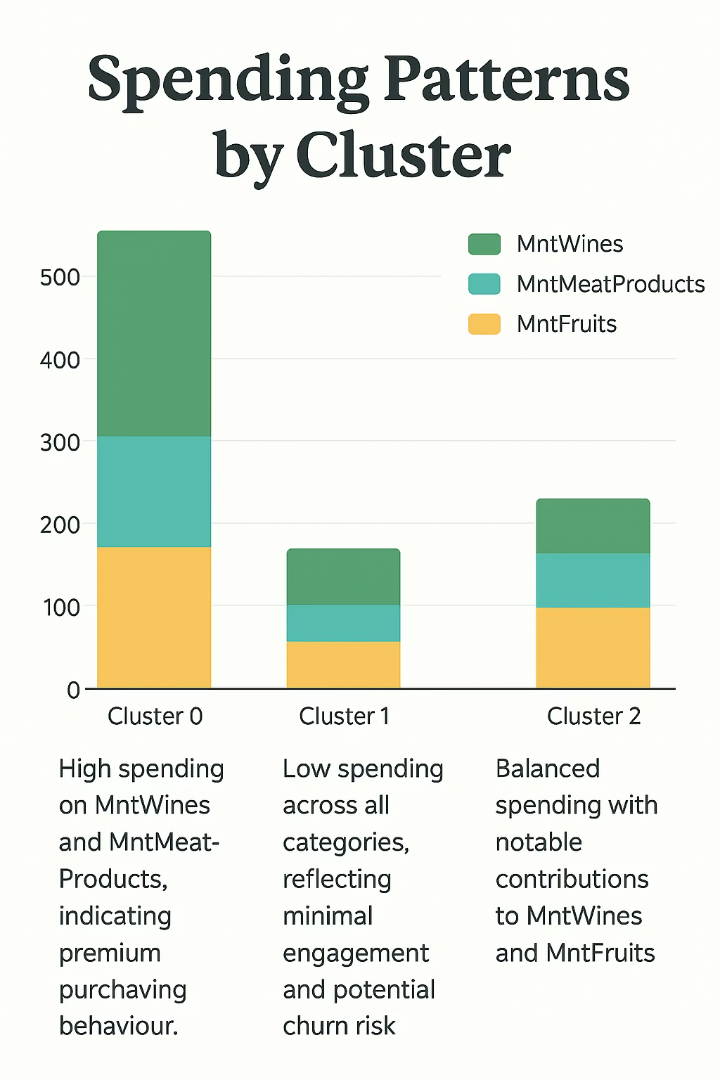 Spending Patterns
by Cluster
MntWines
MntMeatProducts
MntFruits
500
400
300
200
100
0
Cluster 0
Cluster 1
Cluster 2
High spending
on MntWines
and MntMeat-
Products,
indicating
premium
purchaving
behaviour.
Low spending
across all
categories,
reflecting
minimal
engagement
and potential
churn risk
Balanced
spending with
notable
contributions
to MntWines
and MntFruits